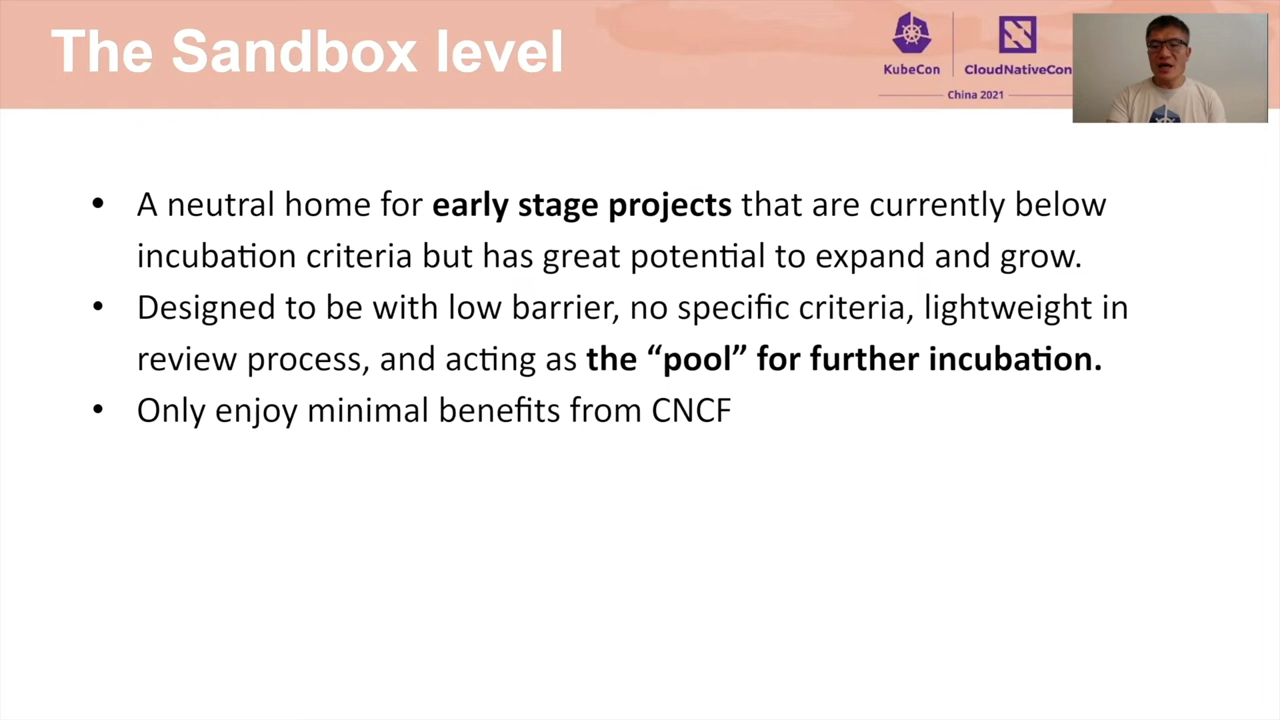 The Sandbox level
KubeCon
CloudNativeCon
China 2021
• A neutral home for early stage projects that are currently below
incubation criteria but has great potential to expand and grow.
• Designed to be with low barrier, no specific criteria, lightweight in
review process, and acting as the “pool” for further incubation.
• Only enjoy minimal benefits from CNCF